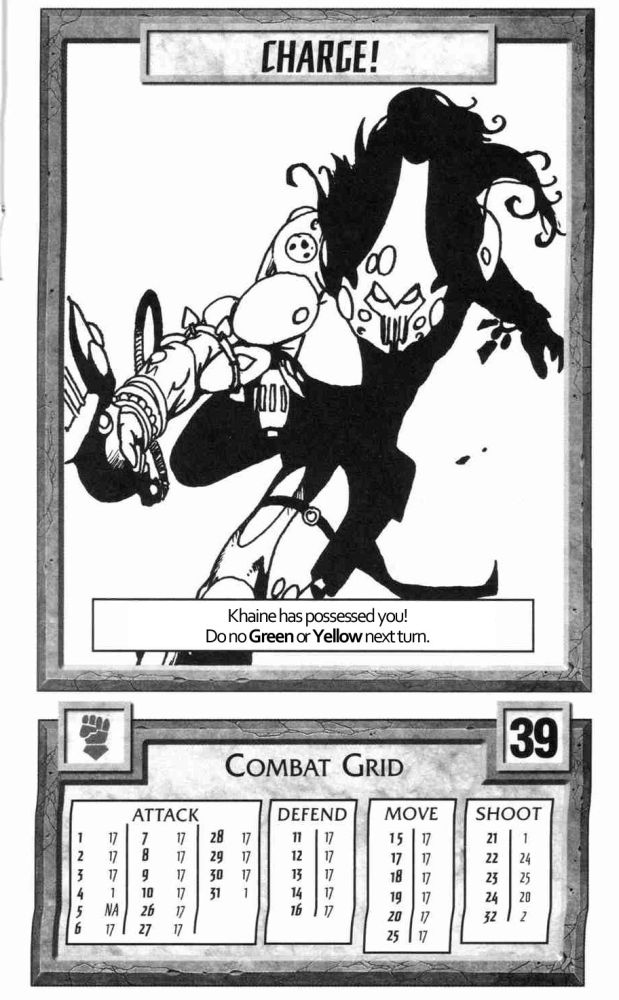 CHARGE!
Khaine has possessed you!
Do no Green or Yellow next turn.
39
COMBAT GRID
ATTACK
1 17 7 17 28 17
2 17 8 17 29 17
3 17 9 17 30 17
4 1 10 17 31 1
5 NA 26 17
6 17 27 17
DEFEND
11 17
12 17
13 17
14 17
16 17
MOVE
15 17
17 17
18 17
19 17
20 17
25 17
SHOOT
21 1
22 24
23 25
24 20
32 2